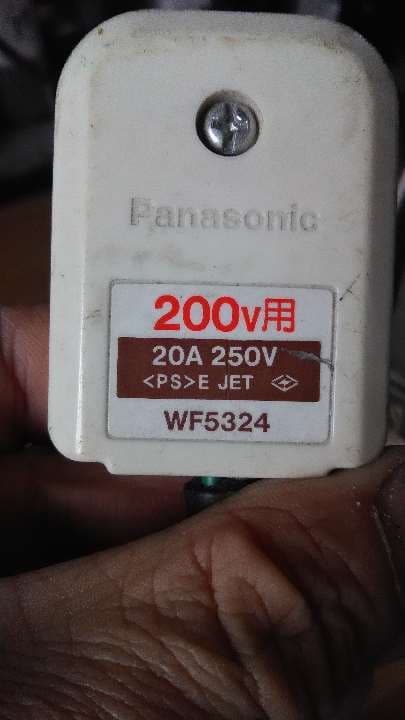 Panasonic
200V用
20A 250V
<PS>E JET
WF5324